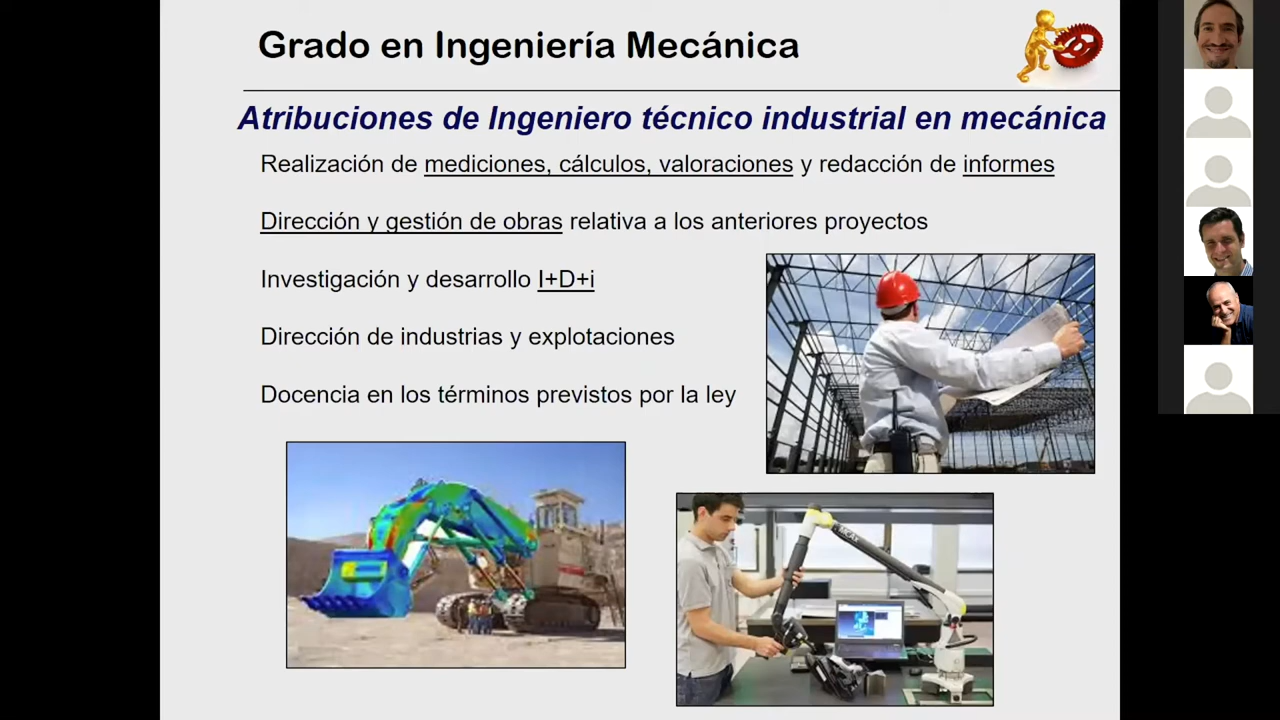 Grado en Ingeniería Mecánica
Atribuciones de Ingeniero técnico industrial en mecánica
Realización de mediciones, cálculos, valoraciones y redacción de informes
Dirección y gestión de obras relativa a los anteriores proyectos
Investigación y desarrollo I+D+i
Dirección de industrias y explotaciones
Docencia en los términos previstos por la ley